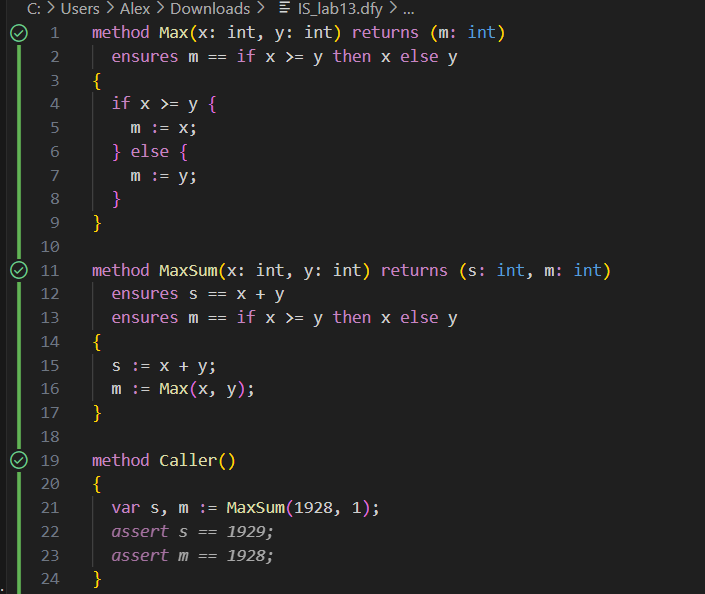 C: > Users > Alex > Downloads > IS_lab13.dfy > ...
1 method Max(x: int, y: int) returns (m: int)
2   ensures m == if x >= y then x else y
3 {
4   if x >= y {
5     m := x;
6   } else {
7     m := y;
8   }
9 }
10
11 method MaxSum(x: int, y: int) returns (s: int, m: int)
12   ensures s == x + y
13   ensures m == if x >= y then x else y
14 {
15   s := x + y;
16   m := Max(x, y);
17 }
18
19 method Caller()
20 {
21   var s, m := MaxSum(1928, 1);
22   assert s == 1929;
23   assert m == 1928;
24 }